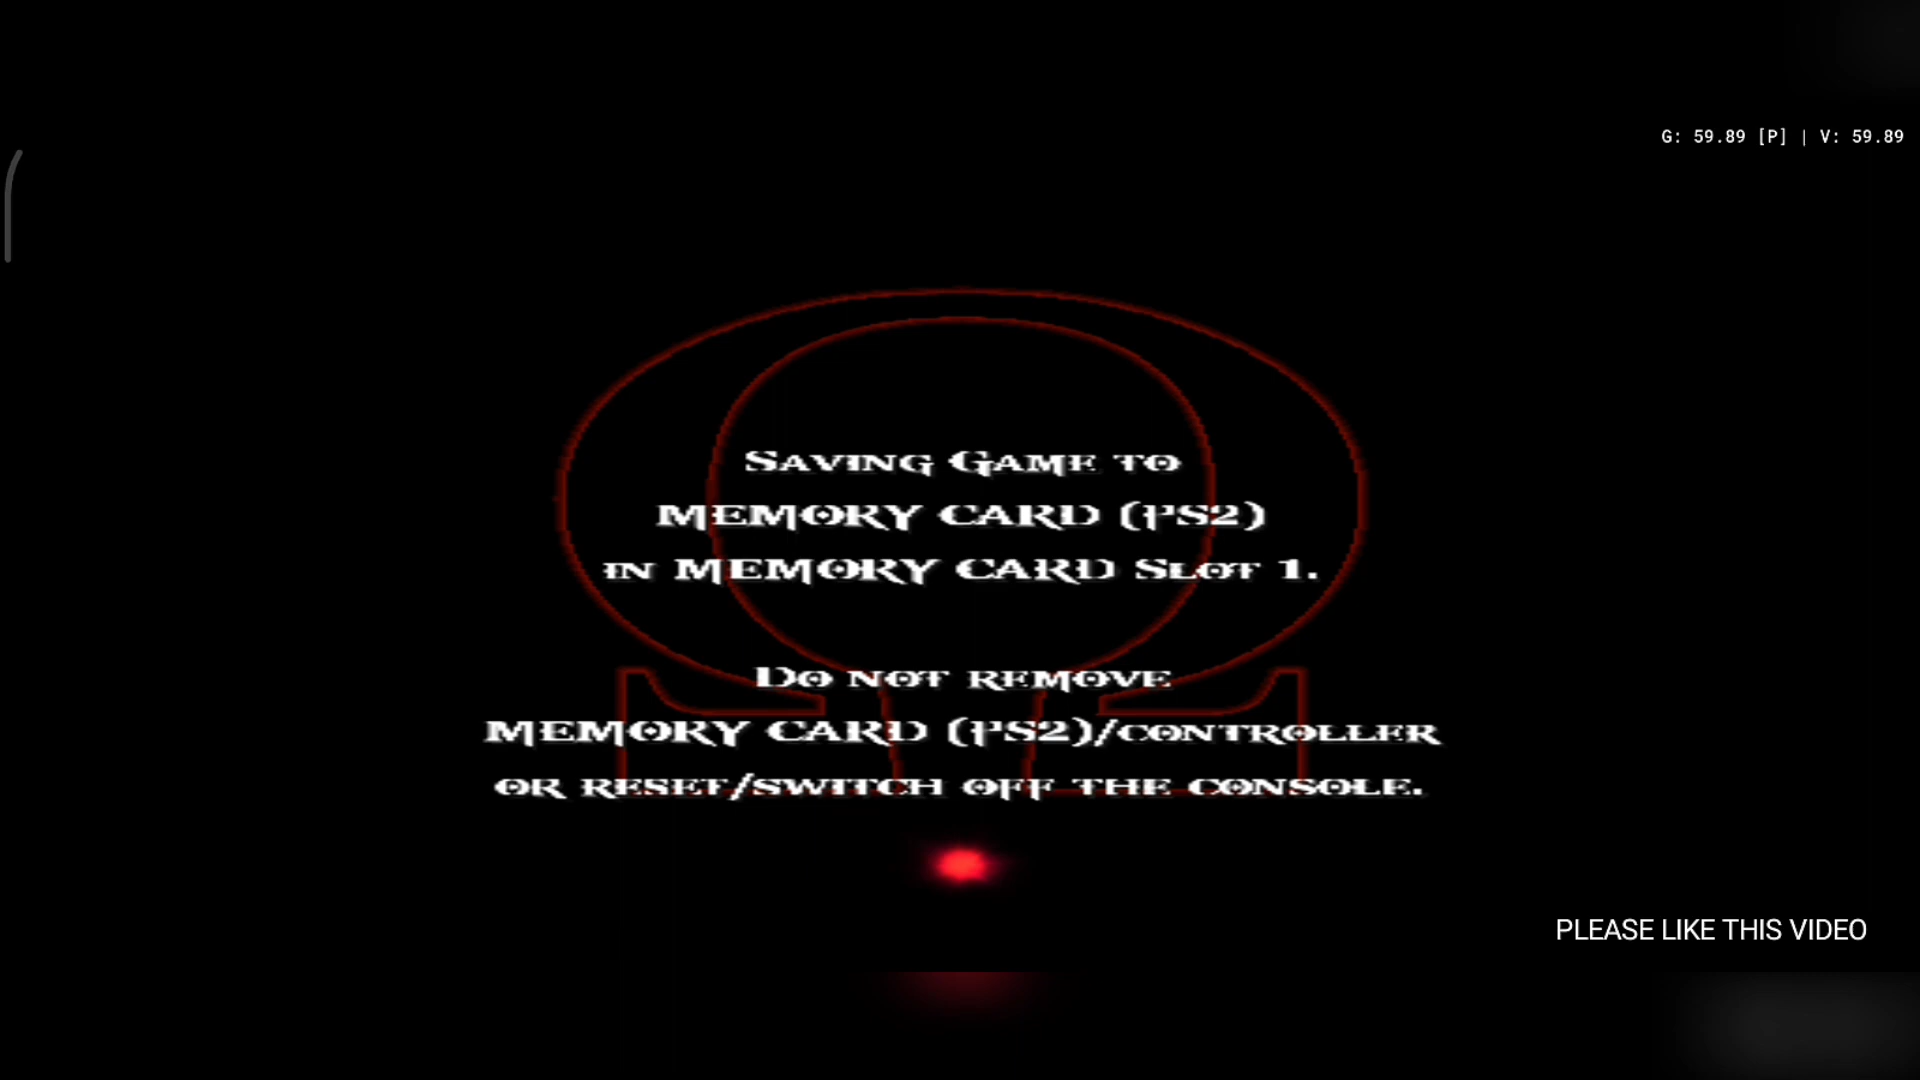 G: 59.89 [P] | V: 59.89
Saving Game to
MEMORY CARD (PS2)
in MEMORY CARD Slot 1.
Do not remove
MEMORY CARD (PS2)/controller
or reset/switch off the console.
PLEASE LIKE THIS VIDEO